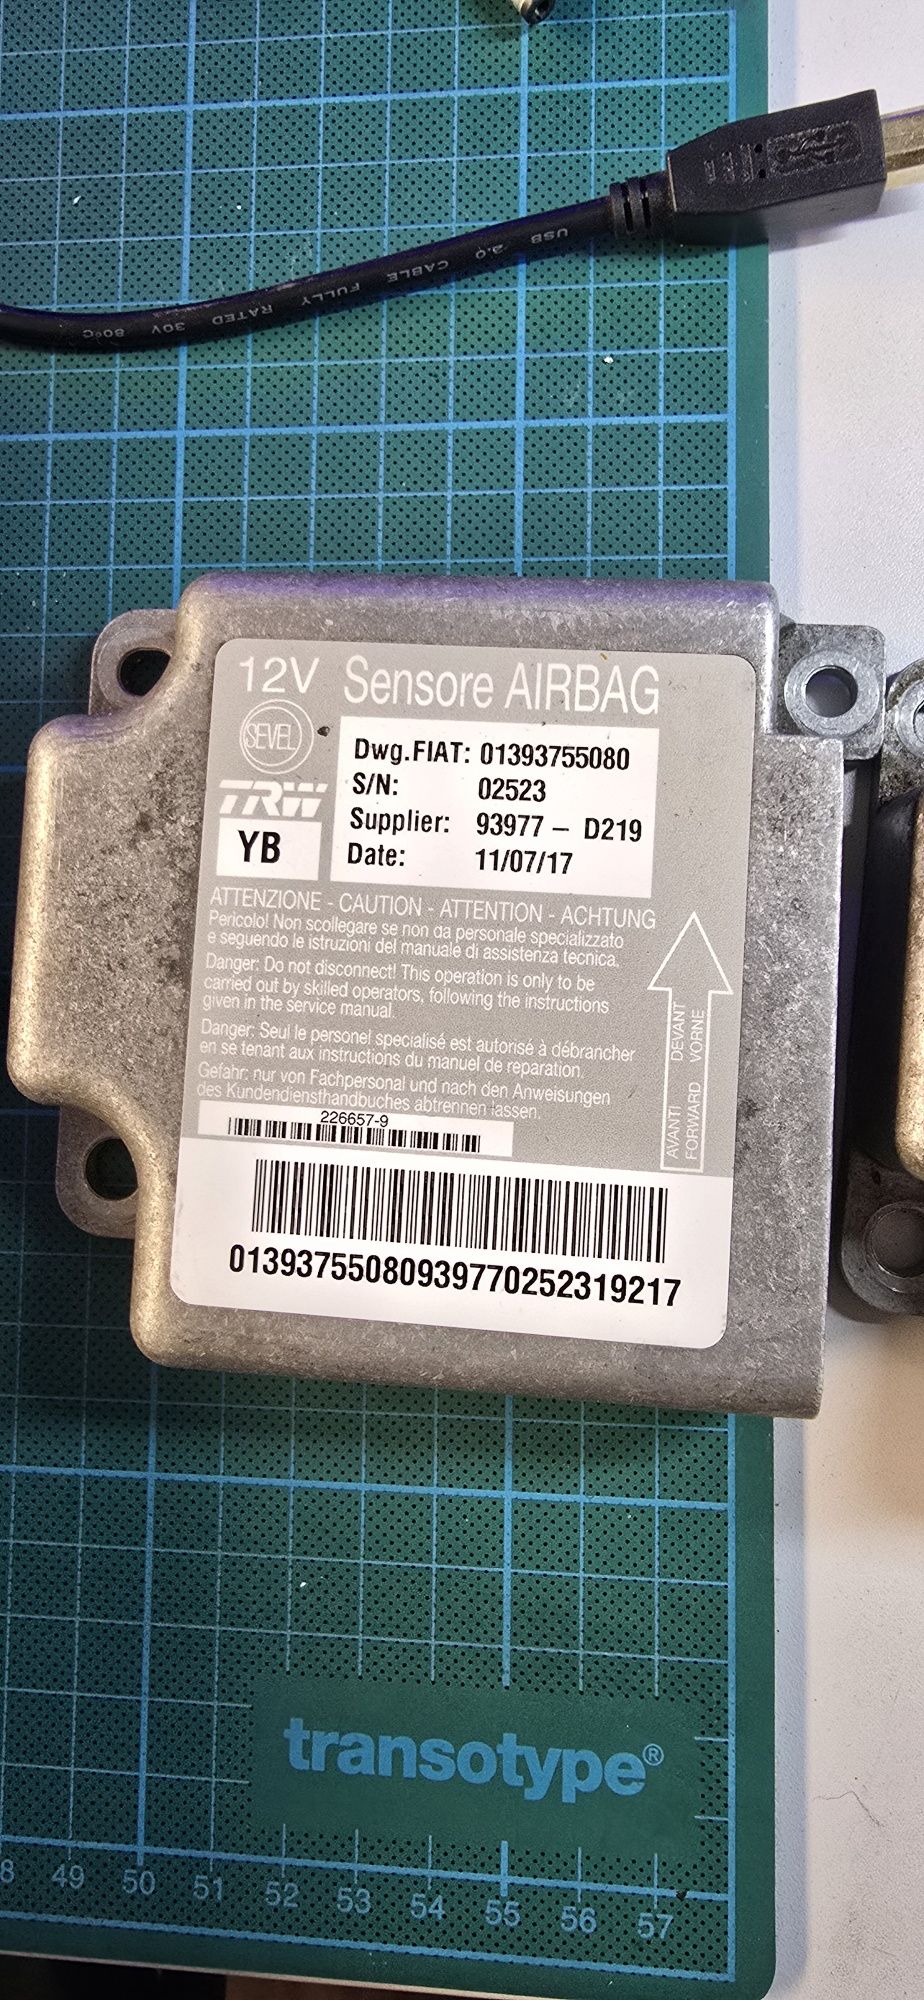 USB 2.0 CABLE FULLY RATED 30V 80°C
12V Sensore AIRBAG
SEVEL
TRW
YB
Dwg.FIAT: 01393755080
S/N: 02523
Supplier: 93977 – D219
Date: 11/07/17
ATTENZIONE - CAUTION - ATTENTION - ACHTUNG
Pericolo! Non scollegare se non da personale specializzato
e seguendo le istruzioni del manuale di assistenza tecnica.
Danger: Do not disconnect! This operation is only to be
carried out by skilled operators, following the instructions
given in the service manual.
Danger: Seul le personel specialisé est autorisé à débrancher
en se tenant aux instructions du manuel de reparation.
Gefahr: nur von Fachpersonal und nach den Anweisungen
des Kundendiensthandbuches abtrennen lassen.
AVANTI DEVANT
FORWARD VORNE
226657-9
01393755080939770252319217
transotype®
8 49 50 51 52 53 54 55 56 57